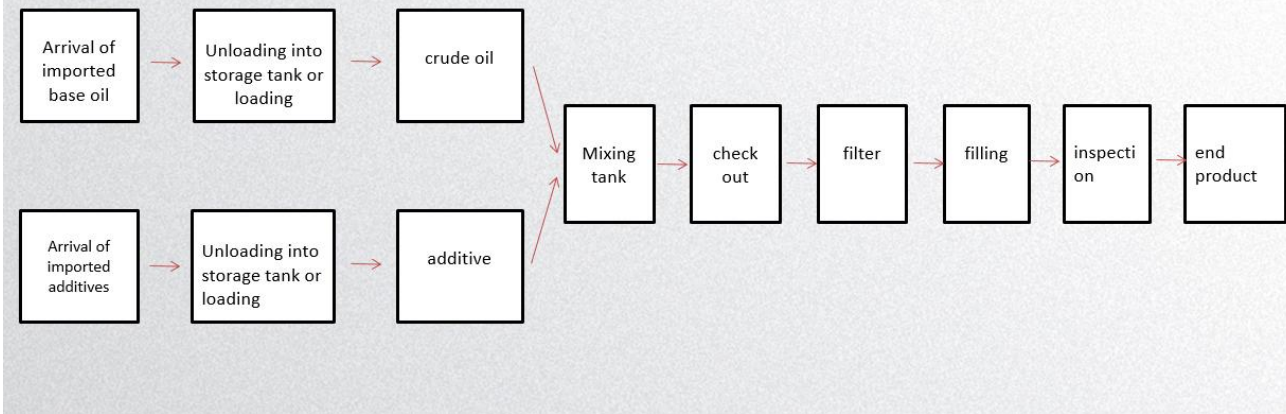 Arrival of
imported
base oil
Unloading into
storage tank or
loading
crude oil
Arrival of
imported
additives
Unloading into
storage tank or
loading
additive
Mixing
tank
check
out
filter
filling
inspecti
on
end
product